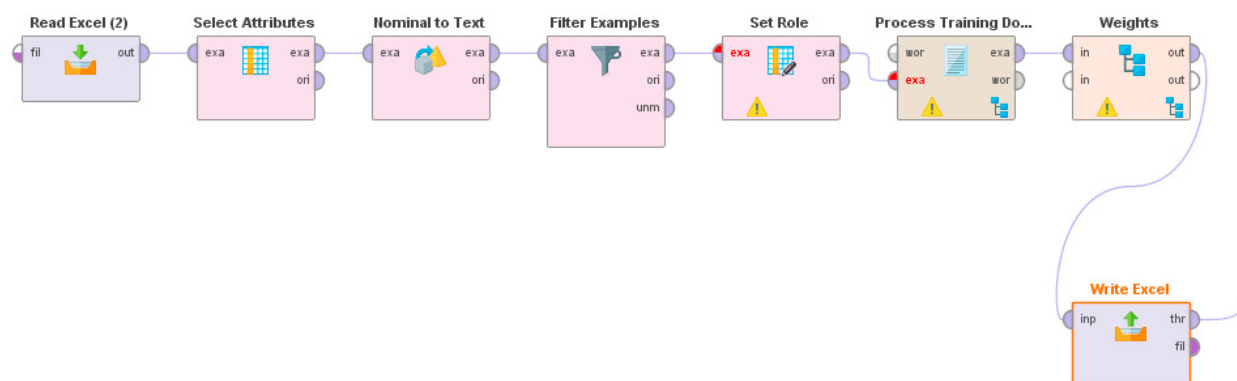 Read Excel (2)
Select Attributes
Nominal to Text
Filter Examples
Set Role
Process Training Do...
Weights
fil out
exa exa
ori
exa exa
ori
exa exa
ori
unm
exa exa
ori
wor exa
exa wor
in out
in out
Write Excel
inp thr
fil